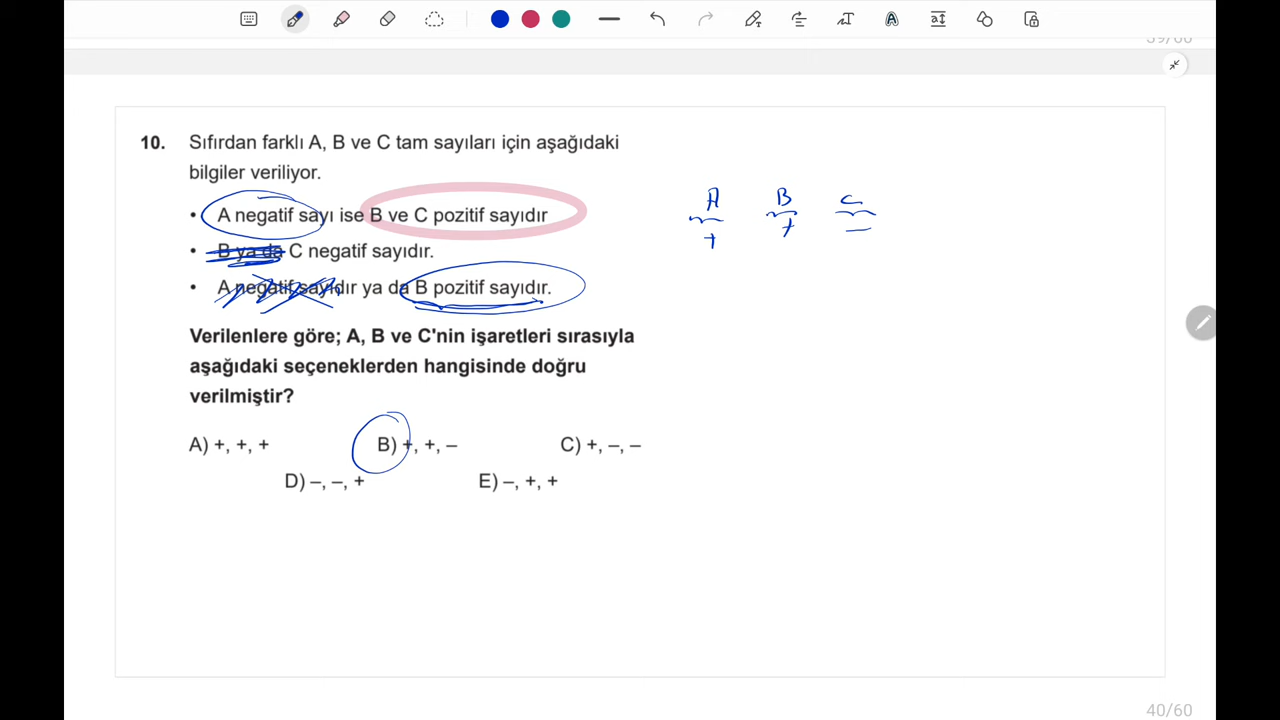 39/60
10. Sıfırdan farklı A, B ve C tam sayıları için aşağıdaki
bilgiler veriliyor.
• A negatif sayı ise B ve C pozitif sayıdır
• B ya da C negatif sayıdır.
• A negatif sayıdır ya da B pozitif sayıdır.
Verilenlere göre; A, B ve C'nin işaretleri sırasıyla
aşağıdaki seçeneklerden hangisinde doğru
verilmiştir?
A) +, +, + B) +, +, – C) +, –, –
D) –, –, + E) –, +, +
A B C
+ + –
40/60